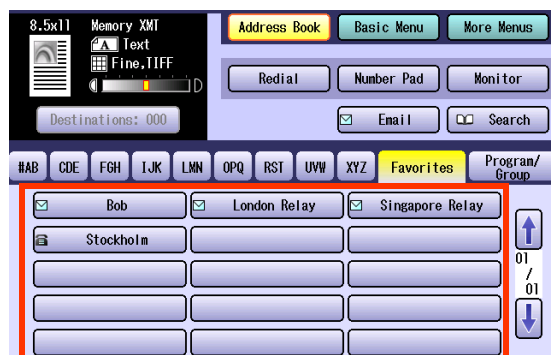 8.5x11 Memory XMT
A Text
Fine,TIFF
D
Destinations: 000
Address Book Basic Menu More Menus
Redial Number Pad Monitor
Email Search
#AB CDE FGH IJK LMN OPQ RST UVW XYZ Favorites Program/
Group
Bob London Relay Singapore Relay
Stockholm
01
/
01